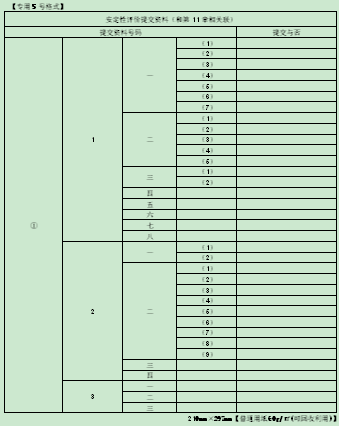 【专用 5 号格式】
安定性评价提交资料（和第 11 章相关联）
提交资料号码 提交与否
①
1
一
（1）
（2）
（3）
（4）
（5）
（6）
（7）
二
（1）
（2）
（3）
（4）
（5）
三
（1）
（2）
四
五
六
七
八
2
一
（1）
（2）
二
（1）
（2）
（3）
（4）
（5）
（6）
（7）
（8）
（9）
三
四
3
一
二
三
210mm×297mm【普通用纸60g/㎡(可回收利用)】